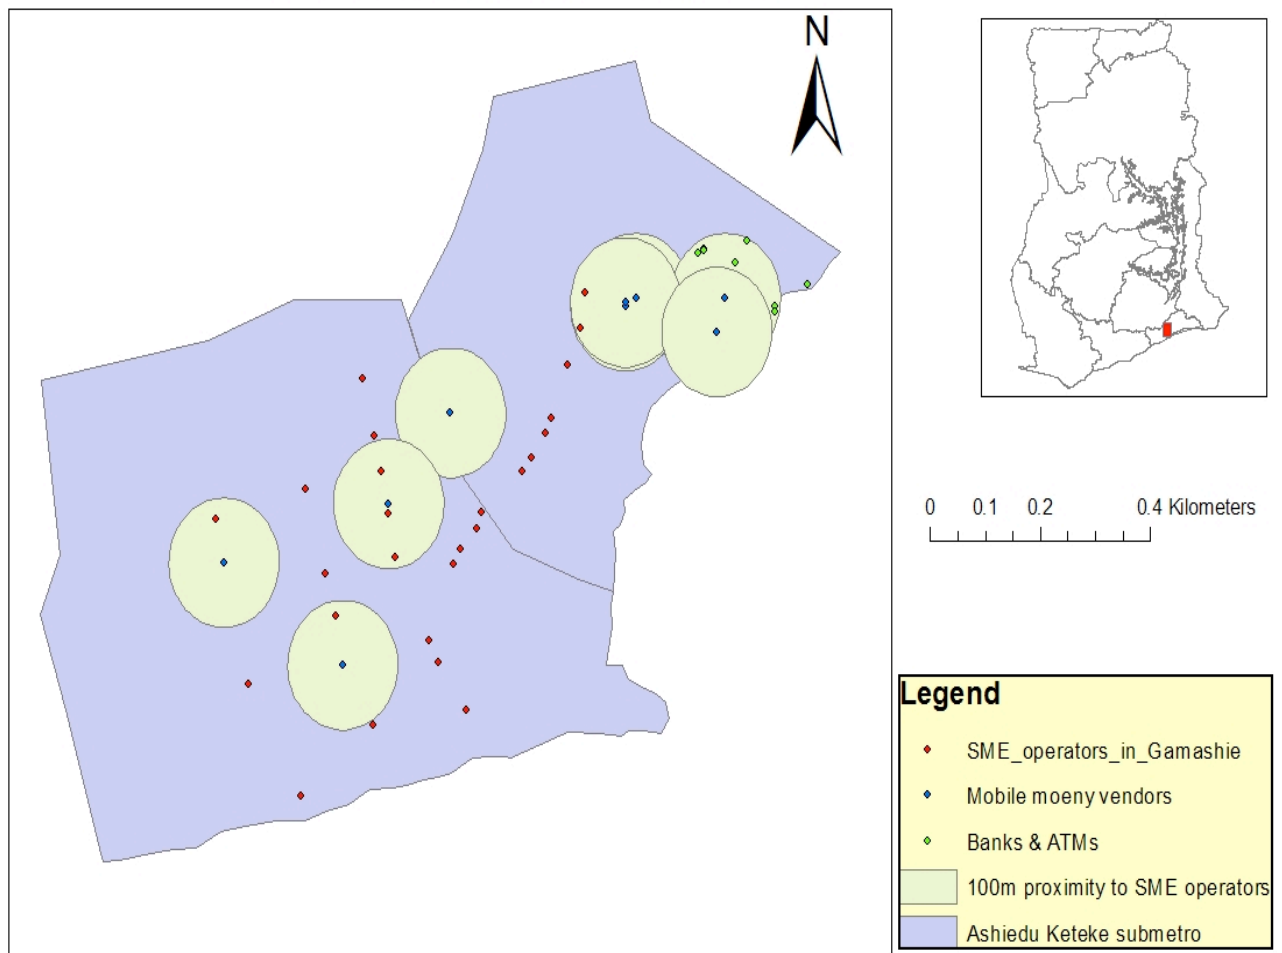 N
0 0.1 0.2 0.4 Kilometers
Legend
SME_operators_in_Gamashie
Mobile moeny vendors
Banks & ATMs
100m proximity to SME operators
Ashiedu Keteke submetro